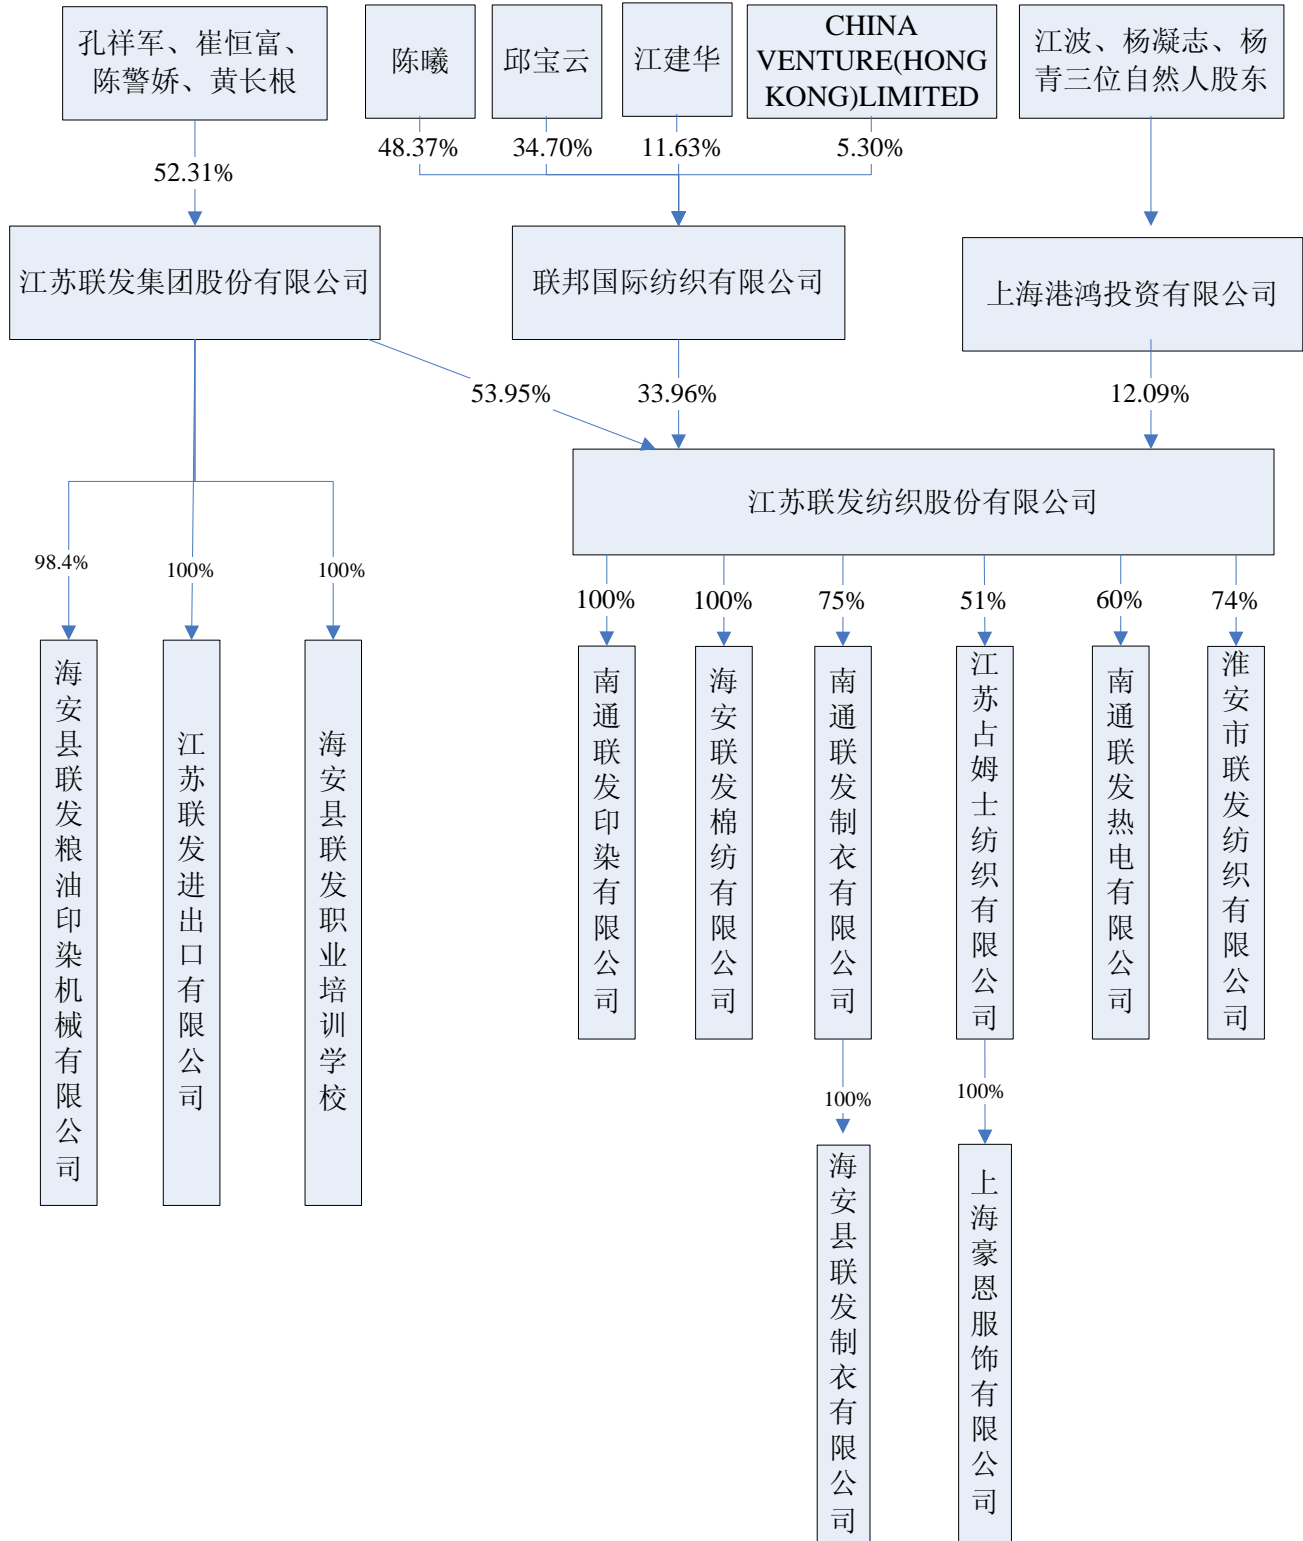 孔祥军、崔恒富、
陈警娇、黄长根
陈曦
邱宝云
江建华
CHINA
VENTURE(HONG
KONG)LIMITED
江波、杨凝志、杨
青三位自然人股东
52.31%
48.37%
34.70%
11.63%
5.30%
江苏联发集团股份有限公司
联邦国际纺织有限公司
上海港鸿投资有限公司
53.95%
33.96%
12.09%
江苏联发纺织股份有限公司
98.4%
100%
100%
100%
100%
75%
51%
60%
74%
海安县联发粮油印染机械有限公司
江苏联发进出口有限公司
海安县联发职业培训学校
南通联发印染有限公司
海安联发棉纺有限公司
南通联发制衣有限公司
江苏占姆士纺织有限公司
南通联发热电有限公司
淮安市联发纺织有限公司
100%
100%
海安县联发制衣有限公司
上海豪恩服饰有限公司